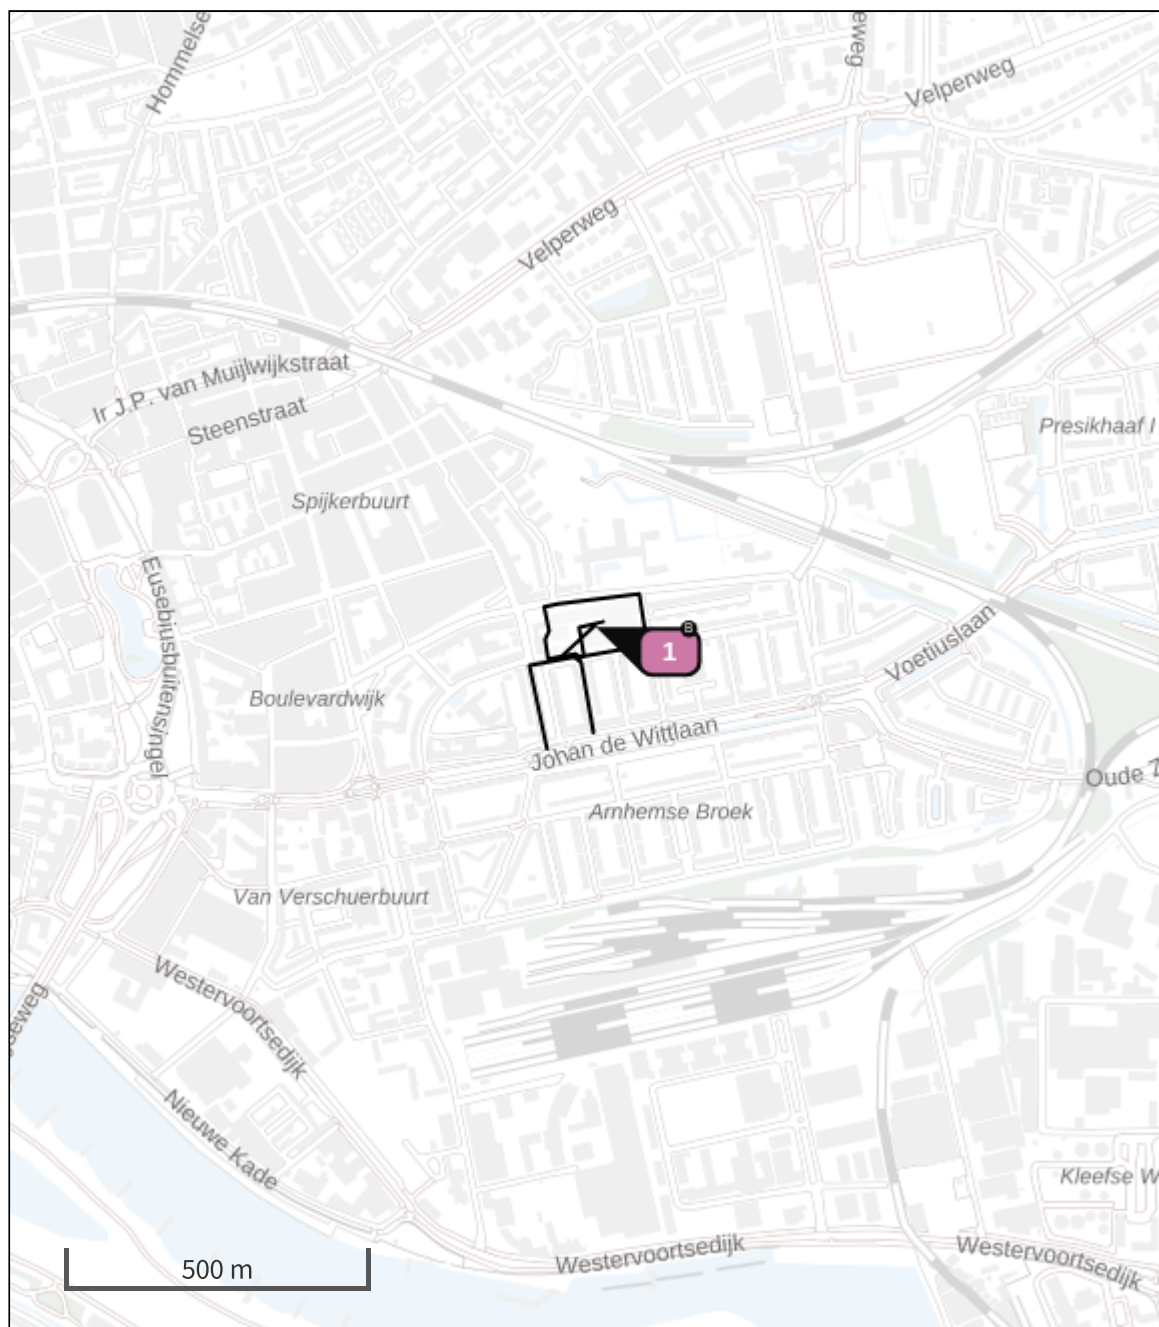 Hommelse
eweg
Velperweg
Velperweg
Ir J.P. van Muijlwijkstraat
Steenstraat
Presikhaaf I
Spijkerbuurt
Eusebiusbuitensingel
B
1
Voetiuslaan
Boulevardwijk
Johan de Wittlaan
Oude Z
Arnhemse Broek
Van Verschuerbuurt
Westervoortsedijk
seweg
Nieuwe Kade
Kleefse W
Westervoortsedijk
Westervoortsedijk
500 m